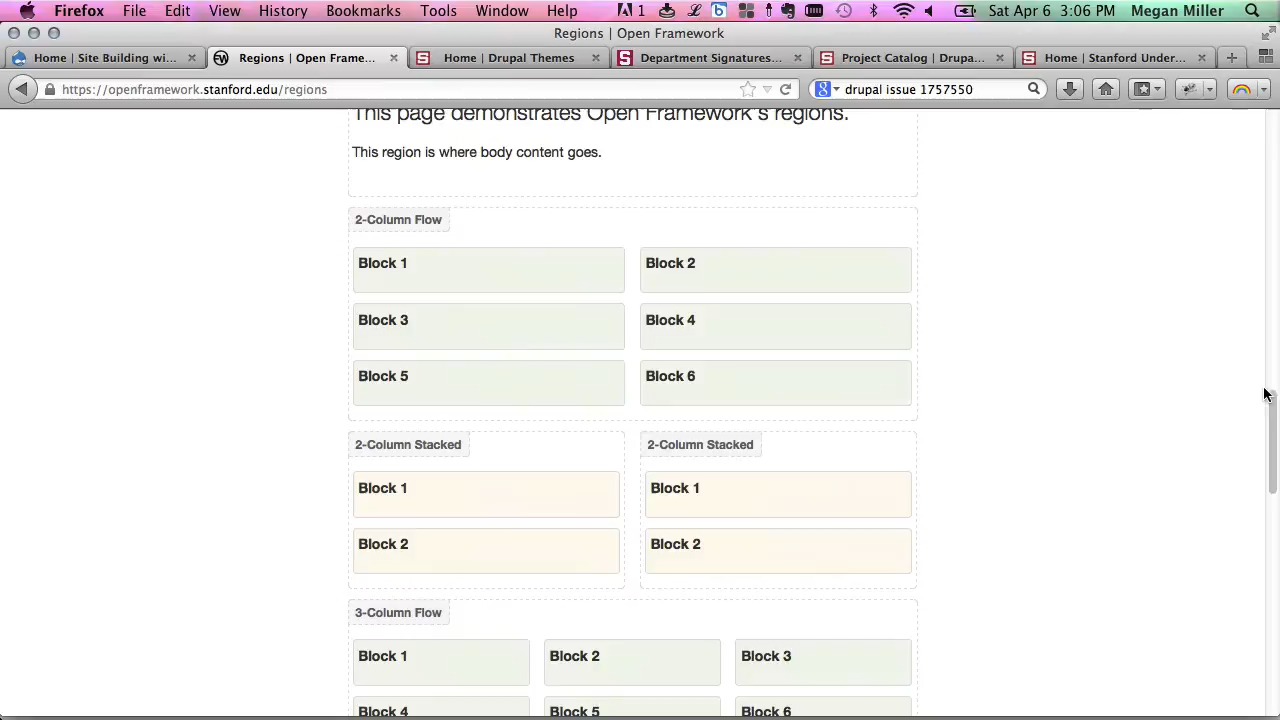 Firefox File Edit View History Bookmarks Tools Window Help 1 Sat Apr 6 3:06 PM Megan Miller
Regions | Open Framework
Home | Site Building wi... Regions | Open Frame... Home | Drupal Themes Department Signatures... Project Catalog | Drupa... Home | Stanford Under...
https://openframework.stanford.edu/regions drupal issue 1757550
This page demonstrates Open Framework's regions.
This region is where body content goes.
2-Column Flow
Block 1 Block 2
Block 3 Block 4
Block 5 Block 6
2-Column Stacked 2-Column Stacked
Block 1 Block 1
Block 2 Block 2
3-Column Flow
Block 1 Block 2 Block 3
Block 4 Block 5 Block 6